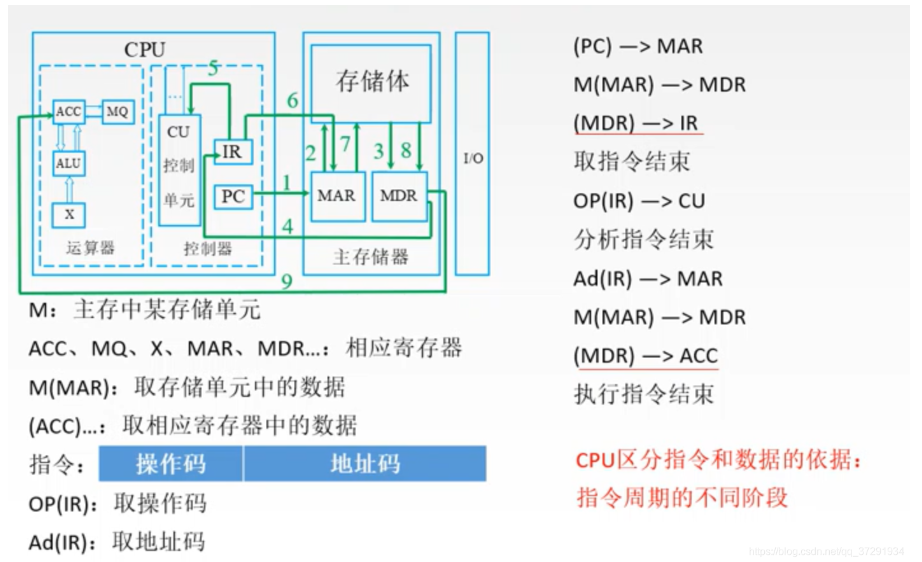 CPU
存储体
I/O
ACC
MQ
ALU
X
运算器
CU
控制
单元
IR
PC
控制器
MAR
MDR
主存储器
1
2
3
4
5
6
7
8
9
...
M：主存中某存储单元
ACC、MQ、X、MAR、MDR...：相应寄存器
M(MAR)：取存储单元中的数据
(ACC)...：取相应寄存器中的数据
指令： 操作码 地址码
OP(IR)：取操作码
Ad(IR)：取地址码
(PC) —> MAR
M(MAR) —> MDR
(MDR) —> IR
取指令结束
OP(IR) —> CU
分析指令结束
Ad(IR) —> MAR
M(MAR) —> MDR
(MDR) —> ACC
执行指令结束
CPU区分指令和数据的依据：
指令周期的不同阶段
https://blog.csdn.net/qq_37291934